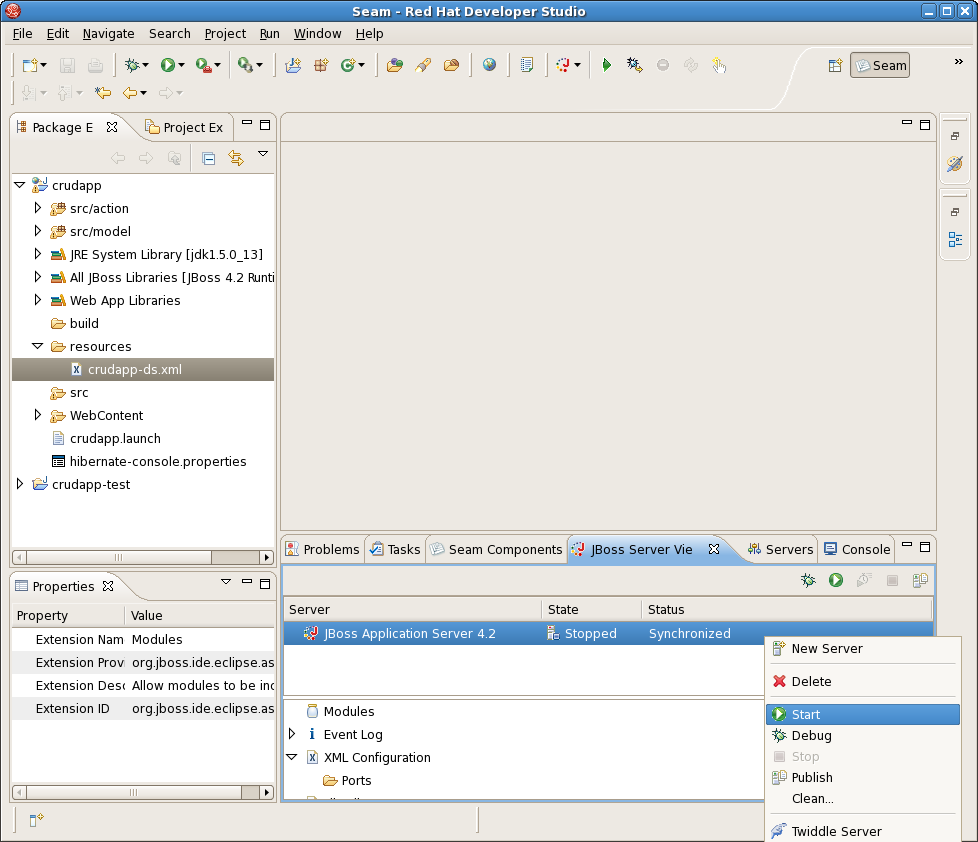 Seam - Red Hat Developer Studio
File Edit Navigate Search Project Run Window Help
Seam
Package E
Project Ex
crudapp
src/action
src/model
JRE System Library [jdk1.5.0_13]
All JBoss Libraries [JBoss 4.2 Runti
Web App Libraries
build
resources
crudapp-ds.xml
src
WebContent
crudapp.launch
hibernate-console.properties
crudapp-test
Properties
Property Value
Extension Nam Modules
Extension Provi org.jboss.ide.eclipse.as
Extension Desc Allow modules to be inc
Extension ID org.jboss.ide.eclipse.as
Problems Tasks Seam Components JBoss Server Vie Servers Console
Server State Status
JBoss Application Server 4.2 Stopped Synchronized
Modules
Event Log
XML Configuration
Ports
New Server
Delete
Start
Debug
Stop
Publish
Clean...
Twiddle Server